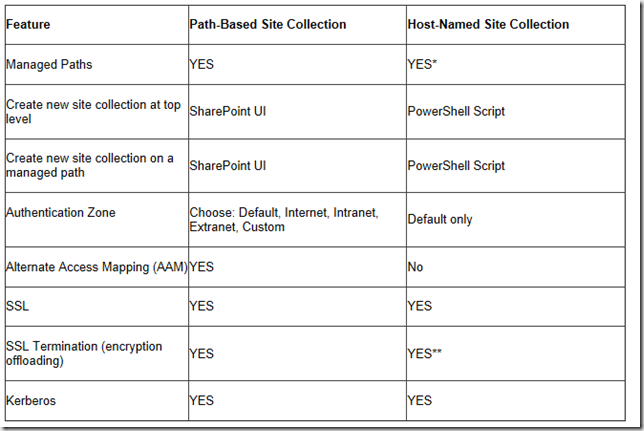 Feature Path-Based Site Collection Host-Named Site Collection
Managed Paths YES YES*
Create new site collection at top
level SharePoint UI PowerShell Script
Create new site collection on a
managed path SharePoint UI PowerShell Script
Authentication Zone Choose: Default, Internet, Intranet,
Extranet, Custom Default only
Alternate Access Mapping (AAM) YES No
SSL YES YES
SSL Termination (encryption
offloading) YES YES**
Kerberos YES YES